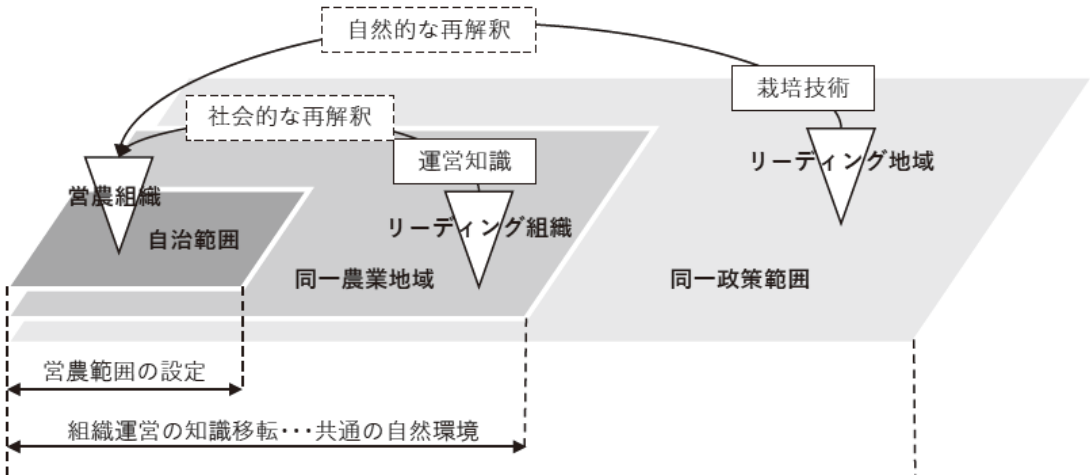 自然的な再解釈
栽培技術
社会的な再解釈
運営知識
リーディング地域
営農組織
リーディング組織
自治範囲
同一農業地域
同一政策範囲
営農範囲の設定
組織運営の知識移転･･･共通の自然環境